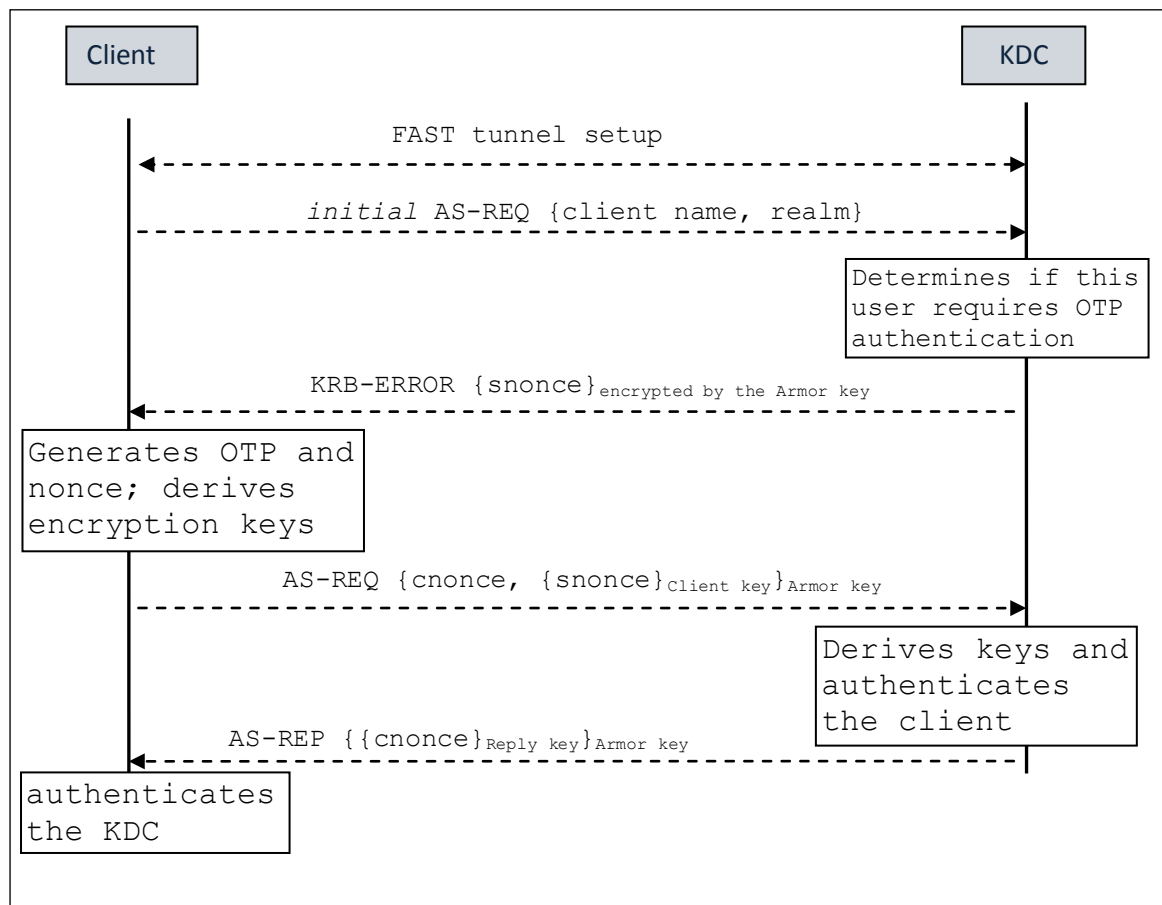 Client
KDC
FAST tunnel setup
initial AS-REQ {client name, realm}
Determines if this
user requires OTP
authentication
KRB-ERROR {snonce}encrypted by the Armor key
Generates OTP and
nonce; derives
encryption keys
AS-REQ {cnonce, {snonce}Client key}Armor key
Derives keys and
authenticates
the client
AS-REP {{cnonce}Reply key}Armor key
authenticates
the KDC